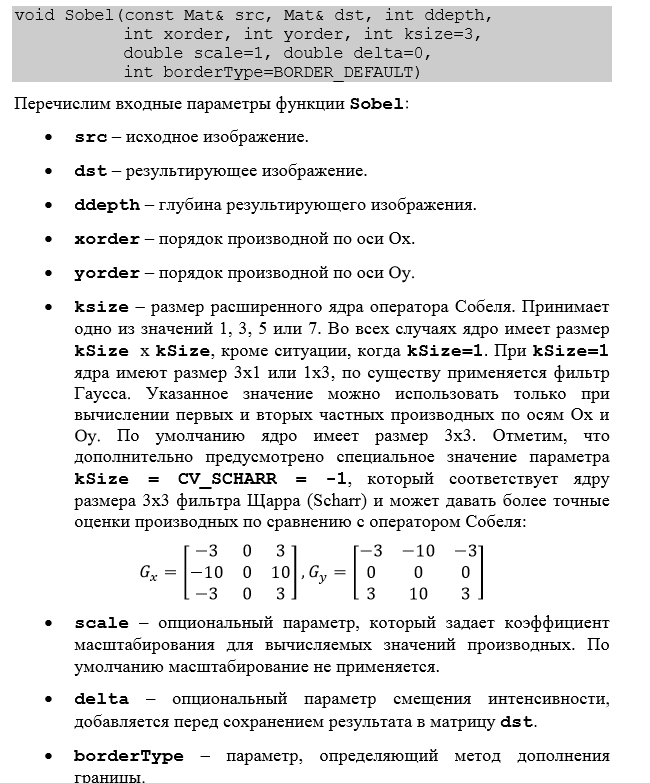 void Sobel(const Mat& src, Mat& dst, int ddepth,
int xorder, int yorder, int ksize=3,
double scale=1, double delta=0,
int borderType=BORDER_DEFAULT)
Перечислим входные параметры функции Sobel:
• src – исходное изображение.
• dst – результирующее изображение.
• ddepth – глубина результирующего изображения.
• xorder – порядок производной по оси Ox.
• yorder – порядок производной по оси Oy.
• ksize – размер расширенного ядра оператора Собеля. Принимает
одно из значений 1, 3, 5 или 7. Во всех случаях ядро имеет размер
kSize x kSize, кроме ситуации, когда kSize=1. При kSize=1
ядра имеют размер 3x1 или 1x3, по существу применяется фильтр
Гаусса. Указанное значение можно использовать только при
вычислении первых и вторых частных производных по осям Ox и
Oy. По умолчанию ядро имеет размер 3x3. Отметим, что
дополнительно предусмотрено специальное значение параметра
kSize = CV_SCHARR = -1, который соответствует ядру
размера 3x3 фильтра Щарра (Scharr) и может давать более точные
оценки производных по сравнению с оператором Собеля:
−3 0 3 −3 −10 −3
Gx = −10 0 10 , Gy = 0 0 0
−3 0 3 3 10 3
• scale – опциональный параметр, который задает коэффициент
масштабирования для вычисляемых значений производных. По
умолчанию масштабирование не применяется.
• delta – опциональный параметр смещения интенсивности,
добавляется перед сохранением результата в матрицу dst.
• borderType – параметр, определяющий метод дополнения
границы.